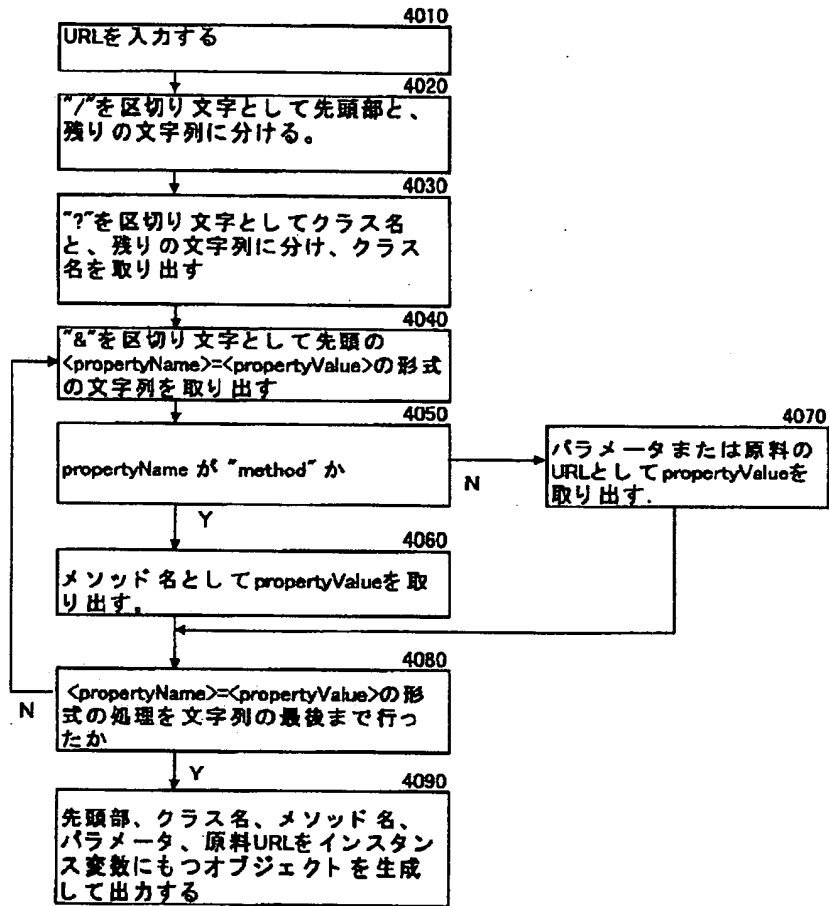 4010
URLを入力する
4020
"/"を区切り文字として先頭部と、
残りの文字列に分ける。
4030
"?"を区切り文字としてクラス名
と、残りの文字列に分け、クラス
名を取り出す
4040
"&"を区切り文字として先頭の
<propertyName>=<propertyValue>の形式
の文字列を取り出す
4050
propertyName が "method" か
N
Y
4070
パラメータまたは原料の
URLとしてpropertyValueを
取り出す.
4060
メソッド名としてpropertyValueを取
り出す。
4080
<propertyName>=<propertyValue>の形
式の処理を文字列の最後まで行っ
たか
N
Y
4090
先頭部、クラス名、メソッド名、
パラメータ、原料URLをインスタン
ス変数にもつオブジェクトを生成
して出力する